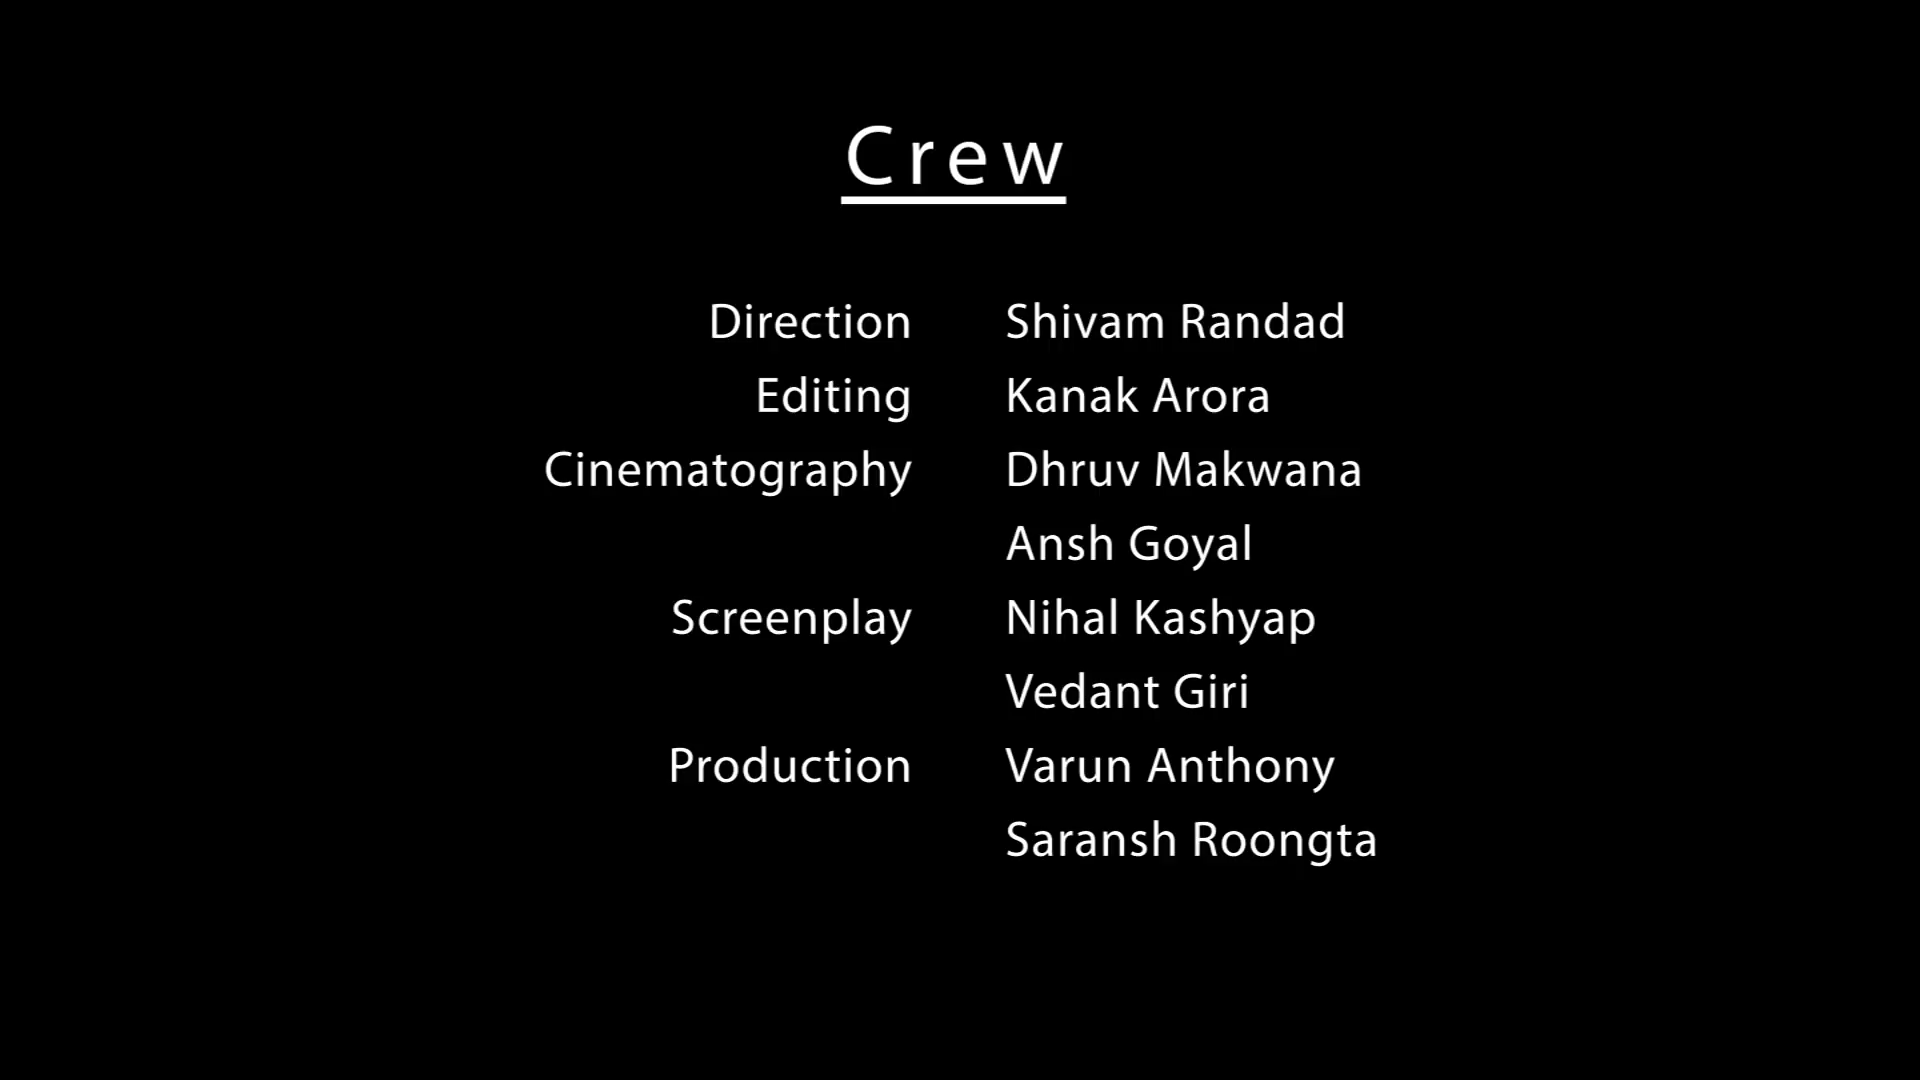 Crew
Direction Shivam Randad
Editing Kanak Arora
Cinematography Dhruv Makwana
Ansh Goyal
Screenplay Nihal Kashyap
Vedant Giri
Production Varun Anthony
Saransh Roongta